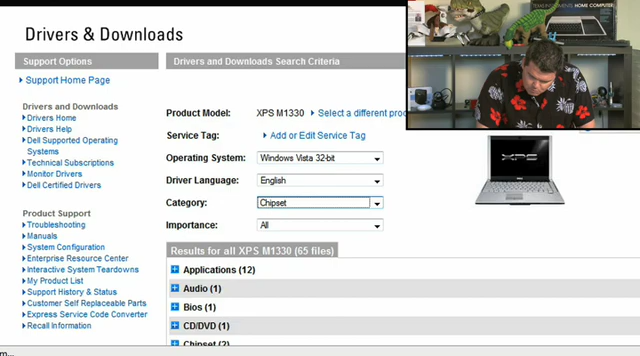 Drivers & Downloads
Support Options
Support Home Page
Drivers and Downloads
Drivers Home
Drivers Help
Dell Supported Operating
Systems
Technical Subscriptions
Monitor Drivers
Dell Certified Drivers
Product Support
Troubleshooting
Manuals
System Configuration
Enterprise Resource Center
Interactive System Teardowns
My Product List
Support History & Status
Customer Self Replaceable Parts
Express Service Code Converter
Recall Information
Drivers and Downloads Search Criteria
Product Model: XPS M1330 Select a different
Service Tag: Add or Edit Service Tag
Operating System: Windows Vista 32-bit
Driver Language: English
Category: Chipset
Importance: All
Results for all XPS M1330 (65 files)
Applications (12)
Audio (1)
Bios (1)
CD/DVD (1)
Chipset (2)
HOME COMPUTER
XPS